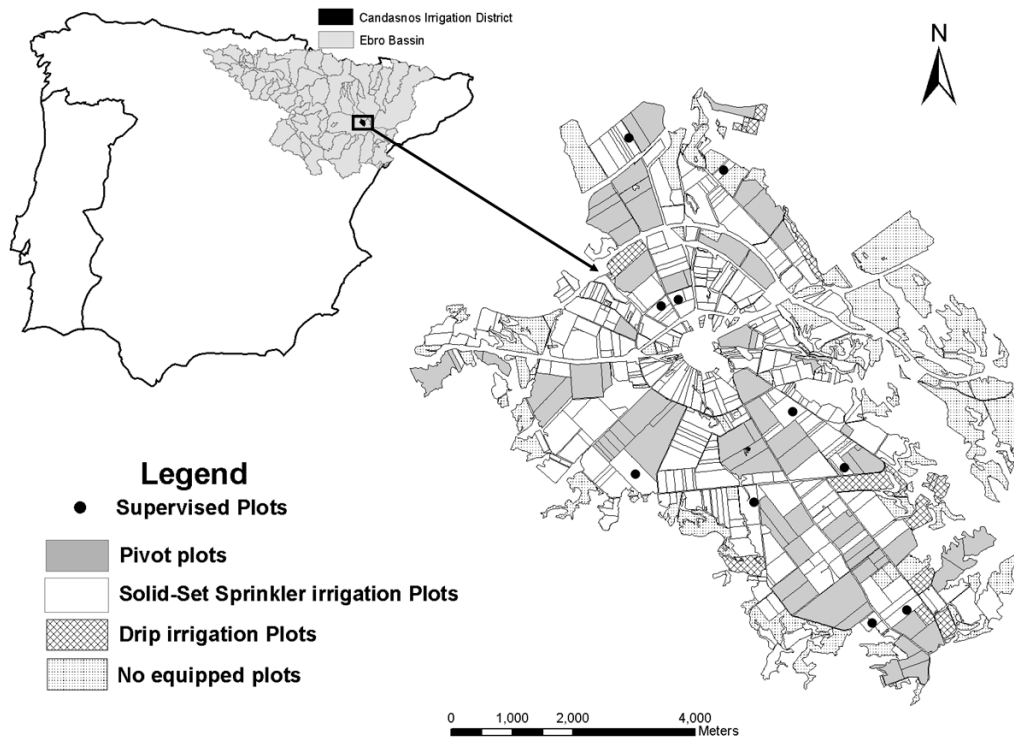 Candasnos Irrigation District
Ebro Bassin
N
Legend
Supervised Plots
Pivot plots
Solid-Set Sprinkler irrigation Plots
Drip irrigation Plots
No equipped plots
0 1,000 2,000 4,000
Meters